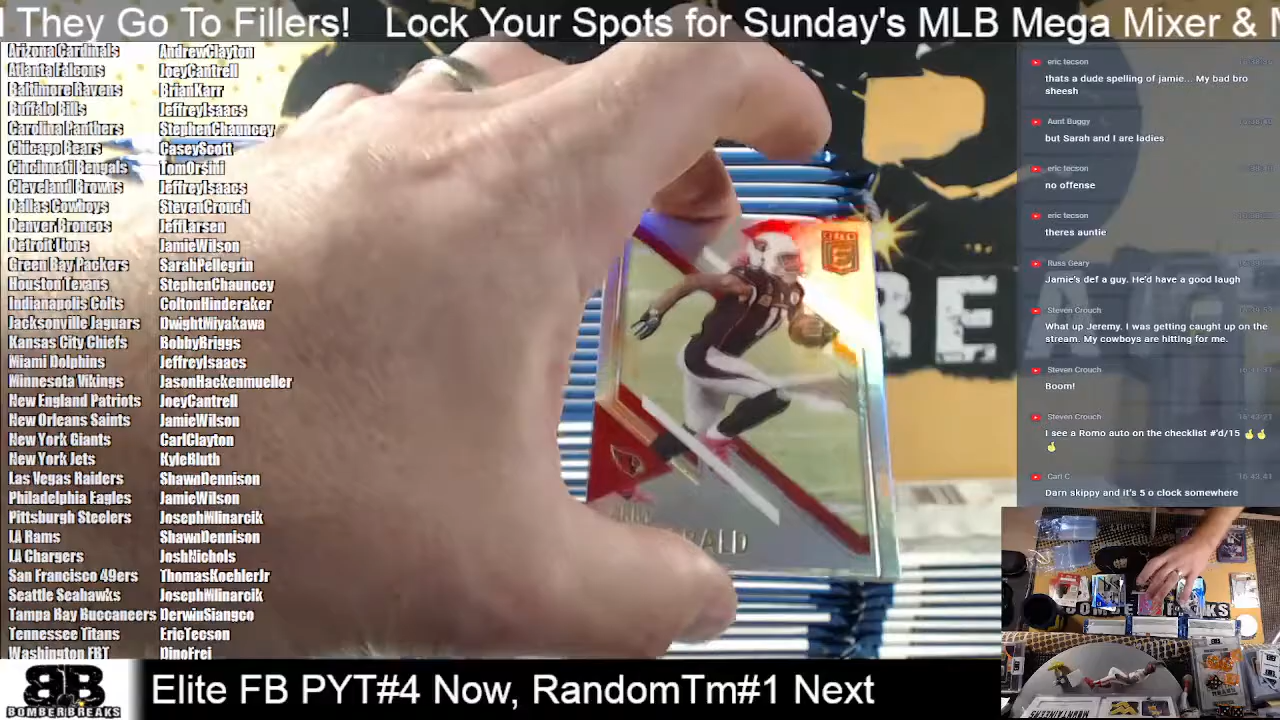 They Go To Fillers!   Lock Your Spots for Sunday's MLB Mega Mixer &
Arizona Cardinals AndrewClayton
Atlanta Falcons JoeyCantrell
Baltimore Ravens BrianKarr
Buffalo Bills JeffreyIsaacs
Carolina Panthers StephenChauncey
Chicago Bears CaseyScott
Cincinnati Bengals TomOrsini
Cleveland Browns JeffreyIsaacs
Dallas Cowboys StevenCrouch
Denver Broncos JeffLarsen
Detroit Lions JamieWilson
Green Bay Packers SarahPellegrin
Houston Texans StephenChauncey
Indianapolis Colts ColtonHinderaker
Jacksonville Jaguars DwightMiyakawa
Kansas City Chiefs BobbyBriggs
Miami Dolphins JeffreyIsaacs
Minnesota Vikings JasonHackenmueller
New England Patriots JoeyCantrell
New Orleans Saints JamieWilson
New York Giants CarlClayton
New York Jets KyleBluth
Las Vegas Raiders ShawnDennison
Philadelphia Eagles JamieWilson
Pittsburgh Steelers JosephMlinarcik
LA Rams ShawnDennison
LA Chargers JoshNichols
San Francisco 49ers ThomasKoehlerJr
Seattle Seahawks JosephMlinarcik
Tampa Bay Buccaneers DerwinSiangco
Tennessee Titans EricTecson
Washington FBT DinoFrei
eric tecson
thats a dude spelling of jamie... My bad bro
sheesh
Aunt Buggy
but Sarah and I are ladies
eric tecson
no offense
eric tecson
theres auntie
Russ Geary
Jamie's def a guy. He'd have a good laugh
Steven Crouch
What up Jeremy. I was getting caught up on the
stream. My cowboys are hitting for me.
Steven Crouch
Boom!
Steven Crouch
I see a Romo auto on the checklist #'d/15
Carl C
Darn skippy and it's 5 o clock somewhere
BB
BOMBERBREAKS
Elite FB PYT#4 Now, RandomTm#1 Next